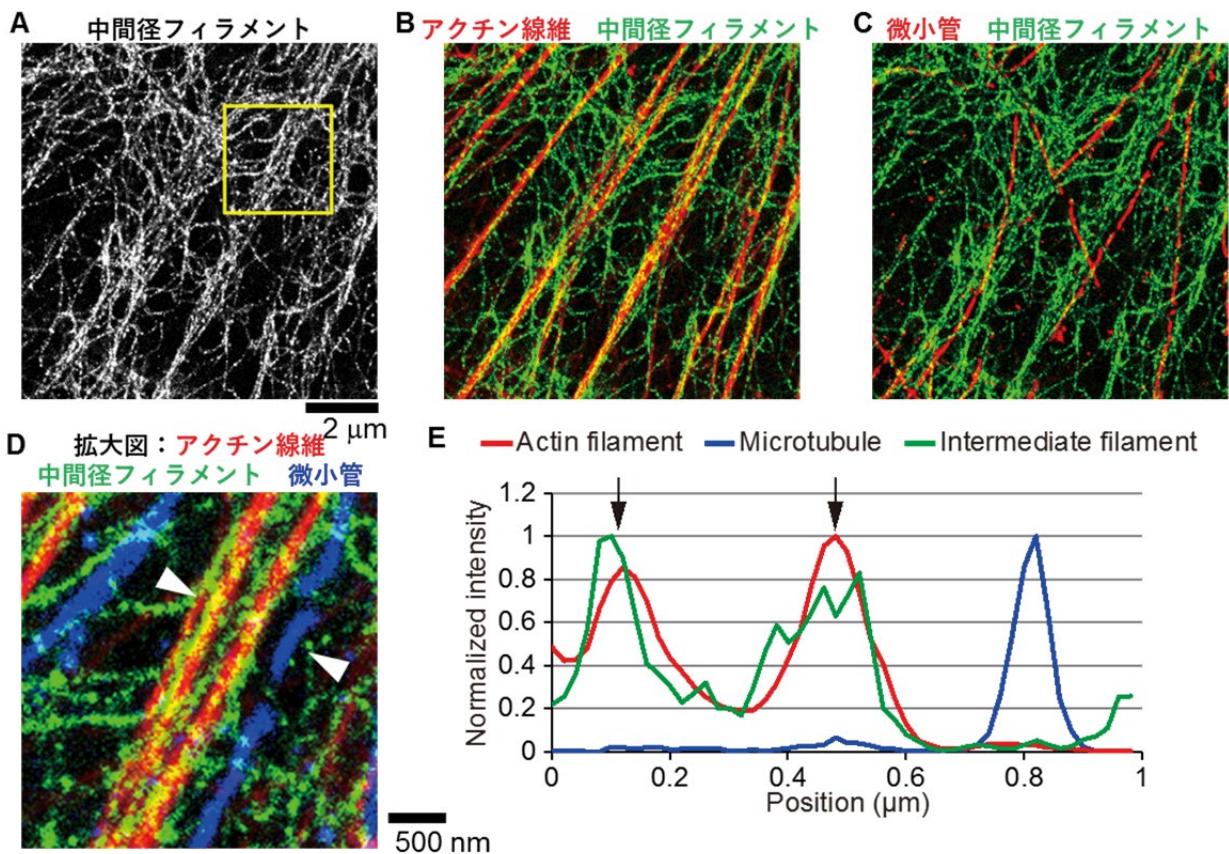 A 中間径フィラメント
B アクチン線維 中間径フィラメント
C 微小管 中間径フィラメント
2 μm
D 拡大図：アクチン線維
中間径フィラメント 微小管
500 nm
E Actin filament Microtubule Intermediate filament
Normalized intensity
1.2
1
0.8
0.6
0.4
0.2
0
0 0.2 0.4 0.6 0.8 1
Position (μm)